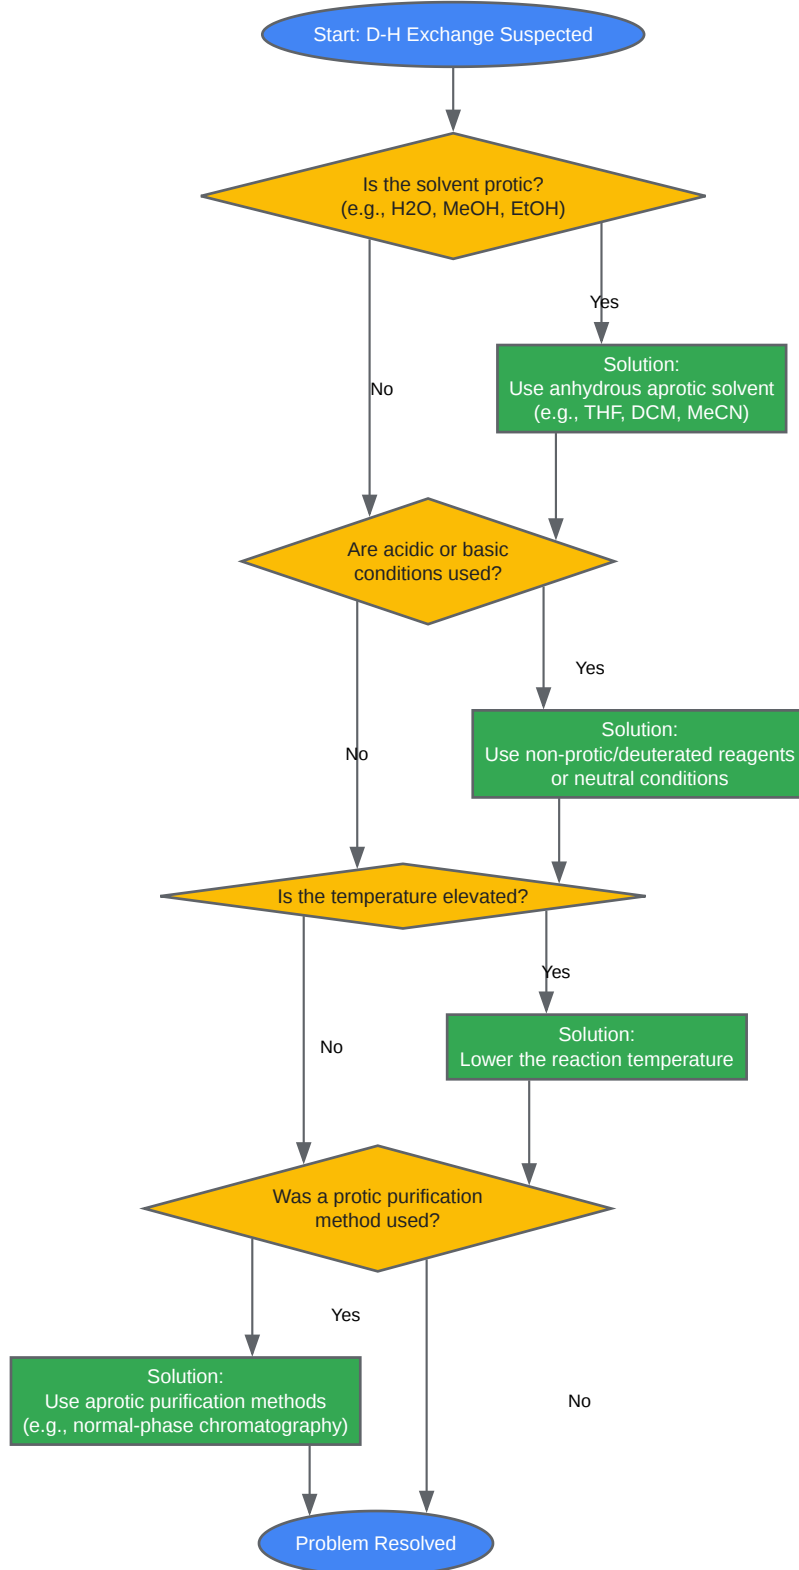 Start: D-H Exchange Suspected
Is the solvent protic?
(e.g., H2O, MeOH, EtOH)
Yes
Solution:
Use anhydrous aprotic solvent
(e.g., THF, DCM, MeCN)
No
Are acidic or basic
conditions used?
Yes
Solution:
Use non-protic/deuterated reagents
or neutral conditions
No
Is the temperature elevated?
Yes
Solution:
Lower the reaction temperature
No
Was a protic purification
method used?
Yes
Solution:
Use aprotic purification methods
(e.g., normal-phase chromatography)
No
Problem Resolved